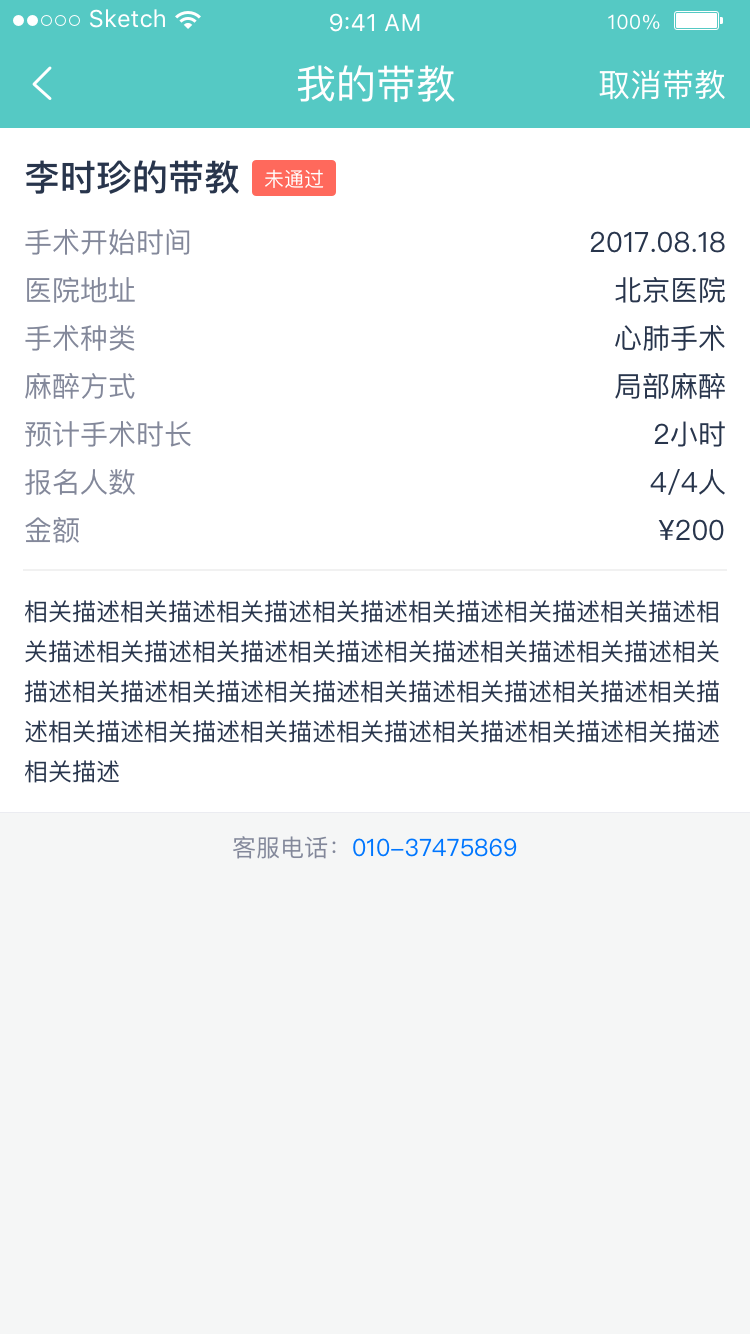 ●●○○○ Sketch 9:41 AM 100%
我的带教 取消带教
李时珍的带教 未通过
手术开始时间 2017.08.18
医院地址 北京医院
手术种类 心肺手术
麻醉方式 局部麻醉
预计手术时长 2小时
报名人数 4/4人
金额 ¥200
相关描述相关描述相关描述相关描述相关描述相关描述相关描述相
关描述相关描述相关描述相关描述相关描述相关描述相关描述相关
描述相关描述相关描述相关描述相关描述相关描述相关描述相关描
述相关描述相关描述相关描述相关描述相关描述相关描述相关描述
相关描述
客服电话：010-37475869